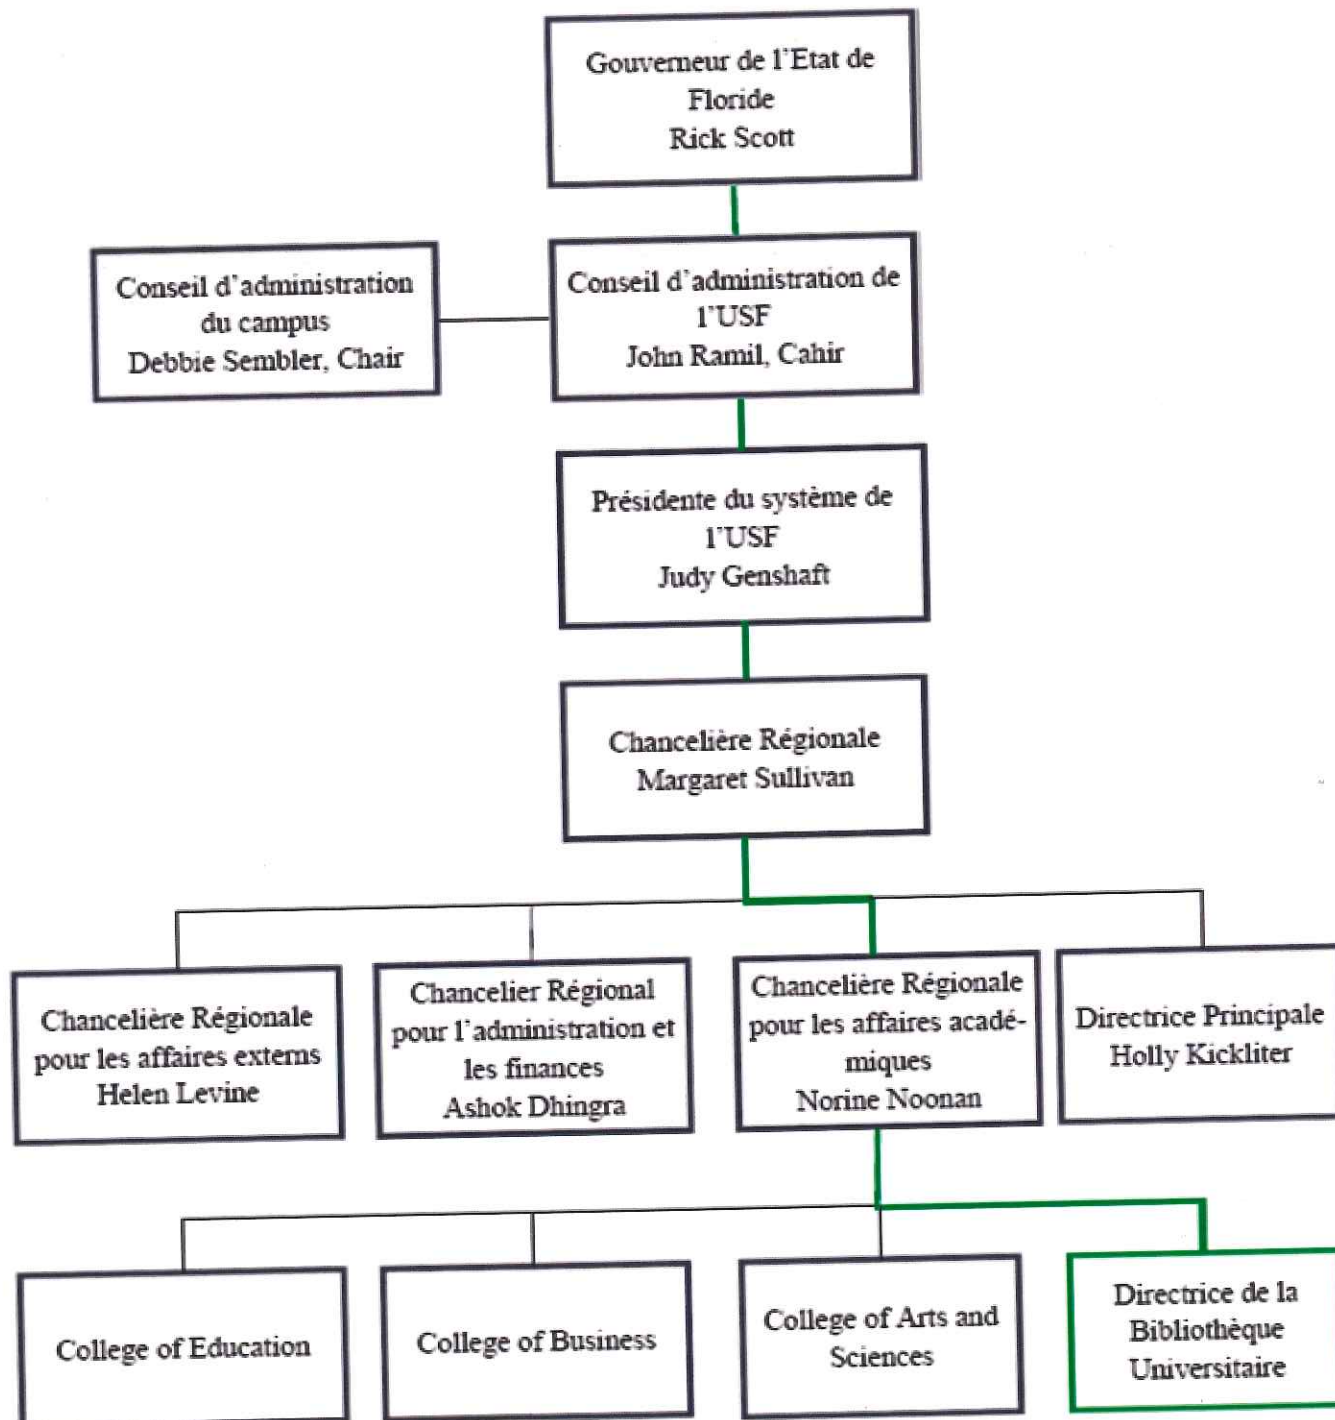 Gouverneur de l'Etat de
Floride
Rick Scott
Conseil d'administration
du campus
Debbie Sembler, Chair
Conseil d'administration de
l'USF
John Ramil, Cahir
Présidente du système de
l'USF
Judy Genshaft
Chancelière Régionale
Margaret Sullivan
Chancelière Régionale
pour les affaires externs
Helen Levine
Chancelier Régional
pour l'administration et
les finances
Ashok Dhingra
Chancelière Régionale
pour les affaires acadé-
miques
Norine Noonan
Directrice Principale
Holly Kickliter
College of Education
College of Business
College of Arts and
Sciences
Directrice de la
Bibliothèque
Universitaire